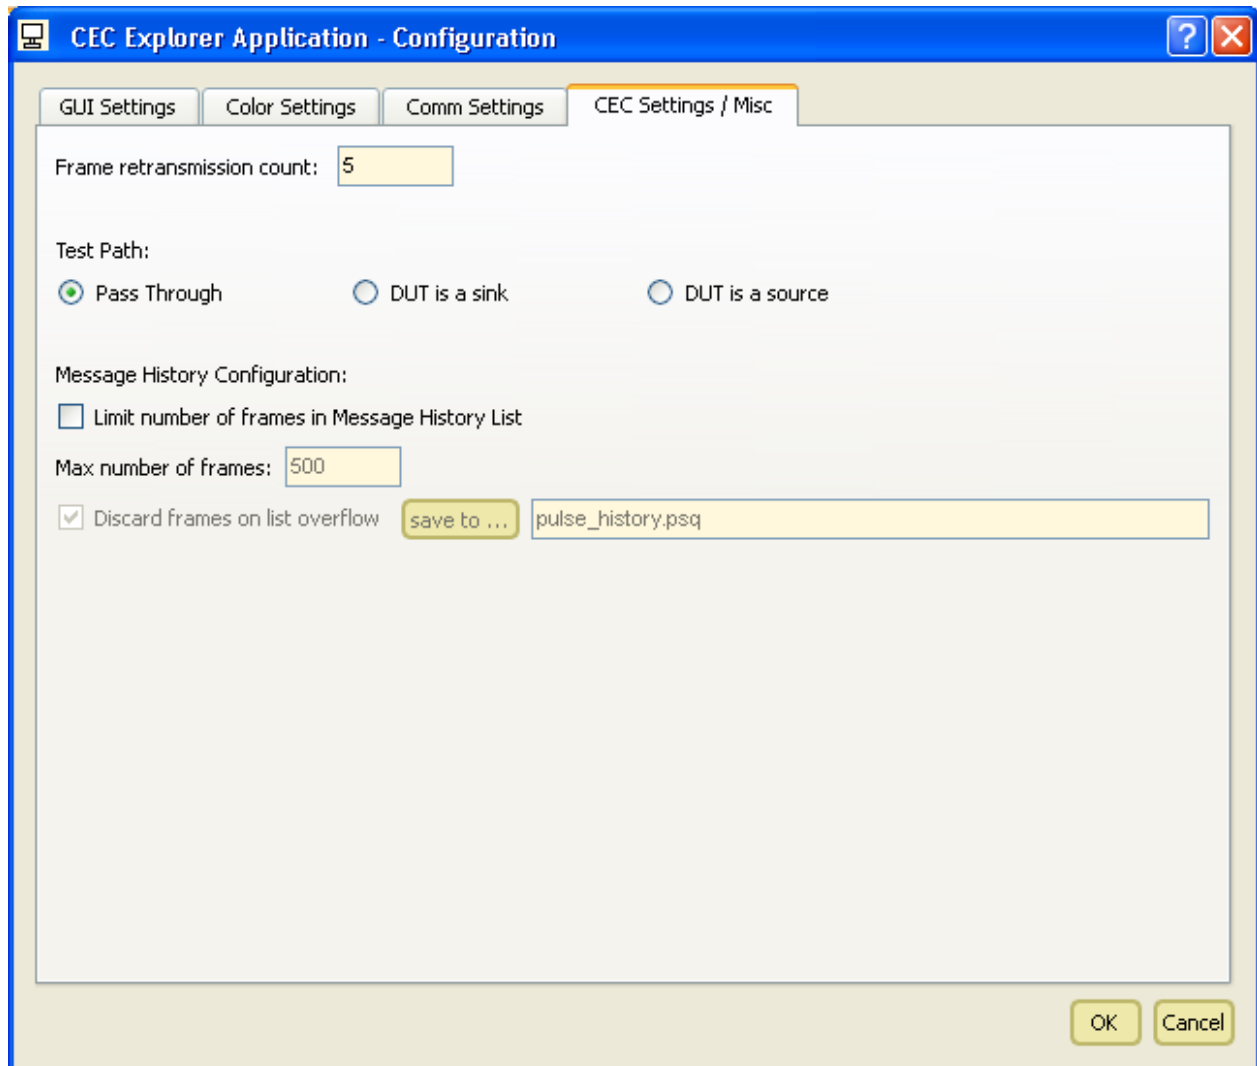 CEC Explorer Application - Configuration
GUI Settings Color Settings Comm Settings CEC Settings / Misc
Frame retransmission count: 5
Test Path:
Pass Through DUT is a sink DUT is a source
Message History Configuration:
Limit number of frames in Message History List
Max number of frames: 500
Discard frames on list overflow save to ... pulse_history.psq
OK Cancel